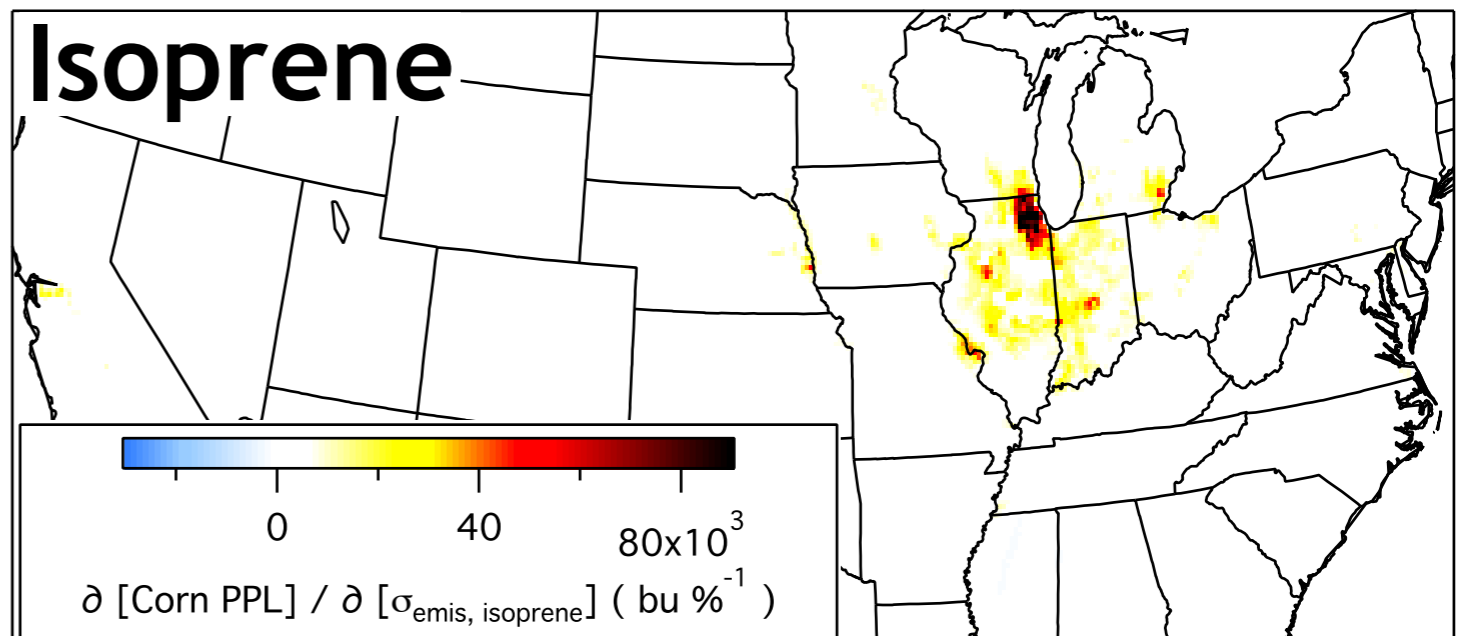 Isoprene
0 40 80x10³
∂ [Corn PPL] / ∂ [σemis, isoprene] ( bu %⁻¹ )